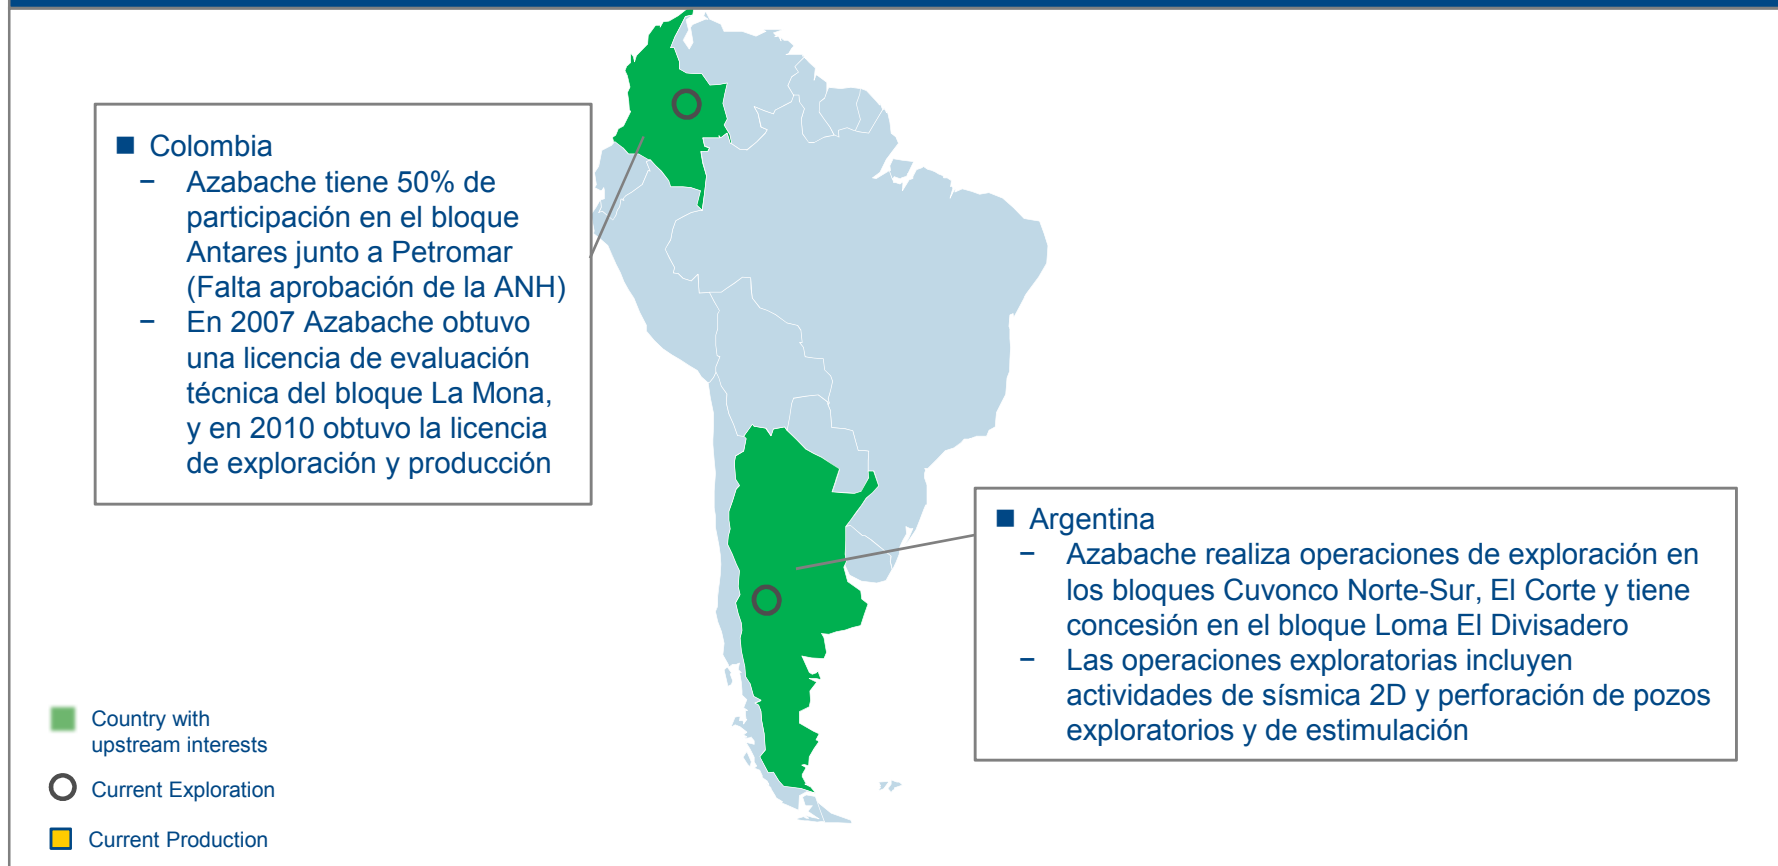 ■ Colombia
− Azabache tiene 50% de
participación en el bloque
Antares junto a Petromar
(Falta aprobación de la ANH)
− En 2007 Azabache obtuvo
una licencia de evaluación
técnica del bloque La Mona,
y en 2010 obtuvo la licencia
de exploración y producción
■ Argentina
− Azabache realiza operaciones de exploración en
los bloques Cuvonco Norte-Sur, El Corte y tiene
concesión en el bloque Loma El Divisadero
− Las operaciones exploratorias incluyen
actividades de sísmica 2D y perforación de pozos
exploratorios y de estimulación
Country with
upstream interests
Current Exploration
Current Production